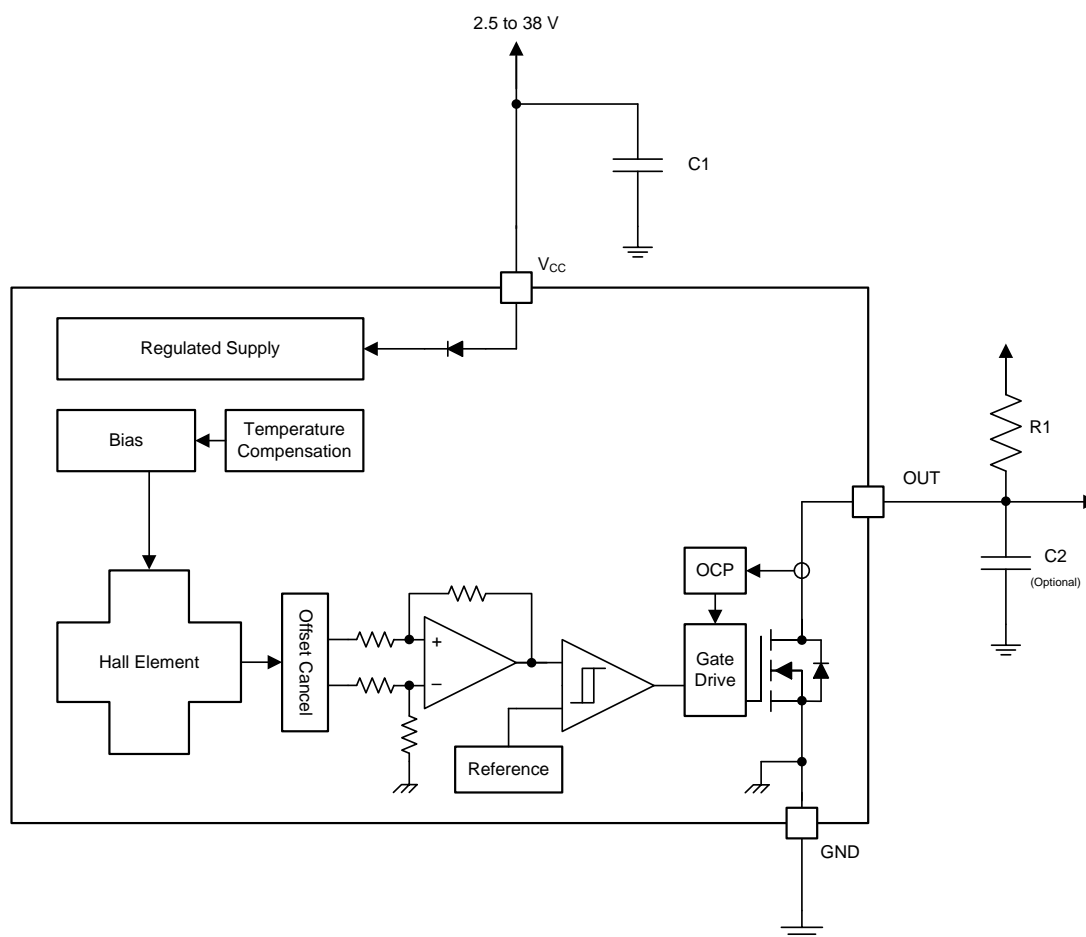 2.5 to 38 V
C1
VCC
Regulated Supply
Bias
Temperature
Compensation
R1
OUT
C2
(Optional)
OCP
Hall Element
Offset Cancel
+
–
Gate
Drive
Reference
GND